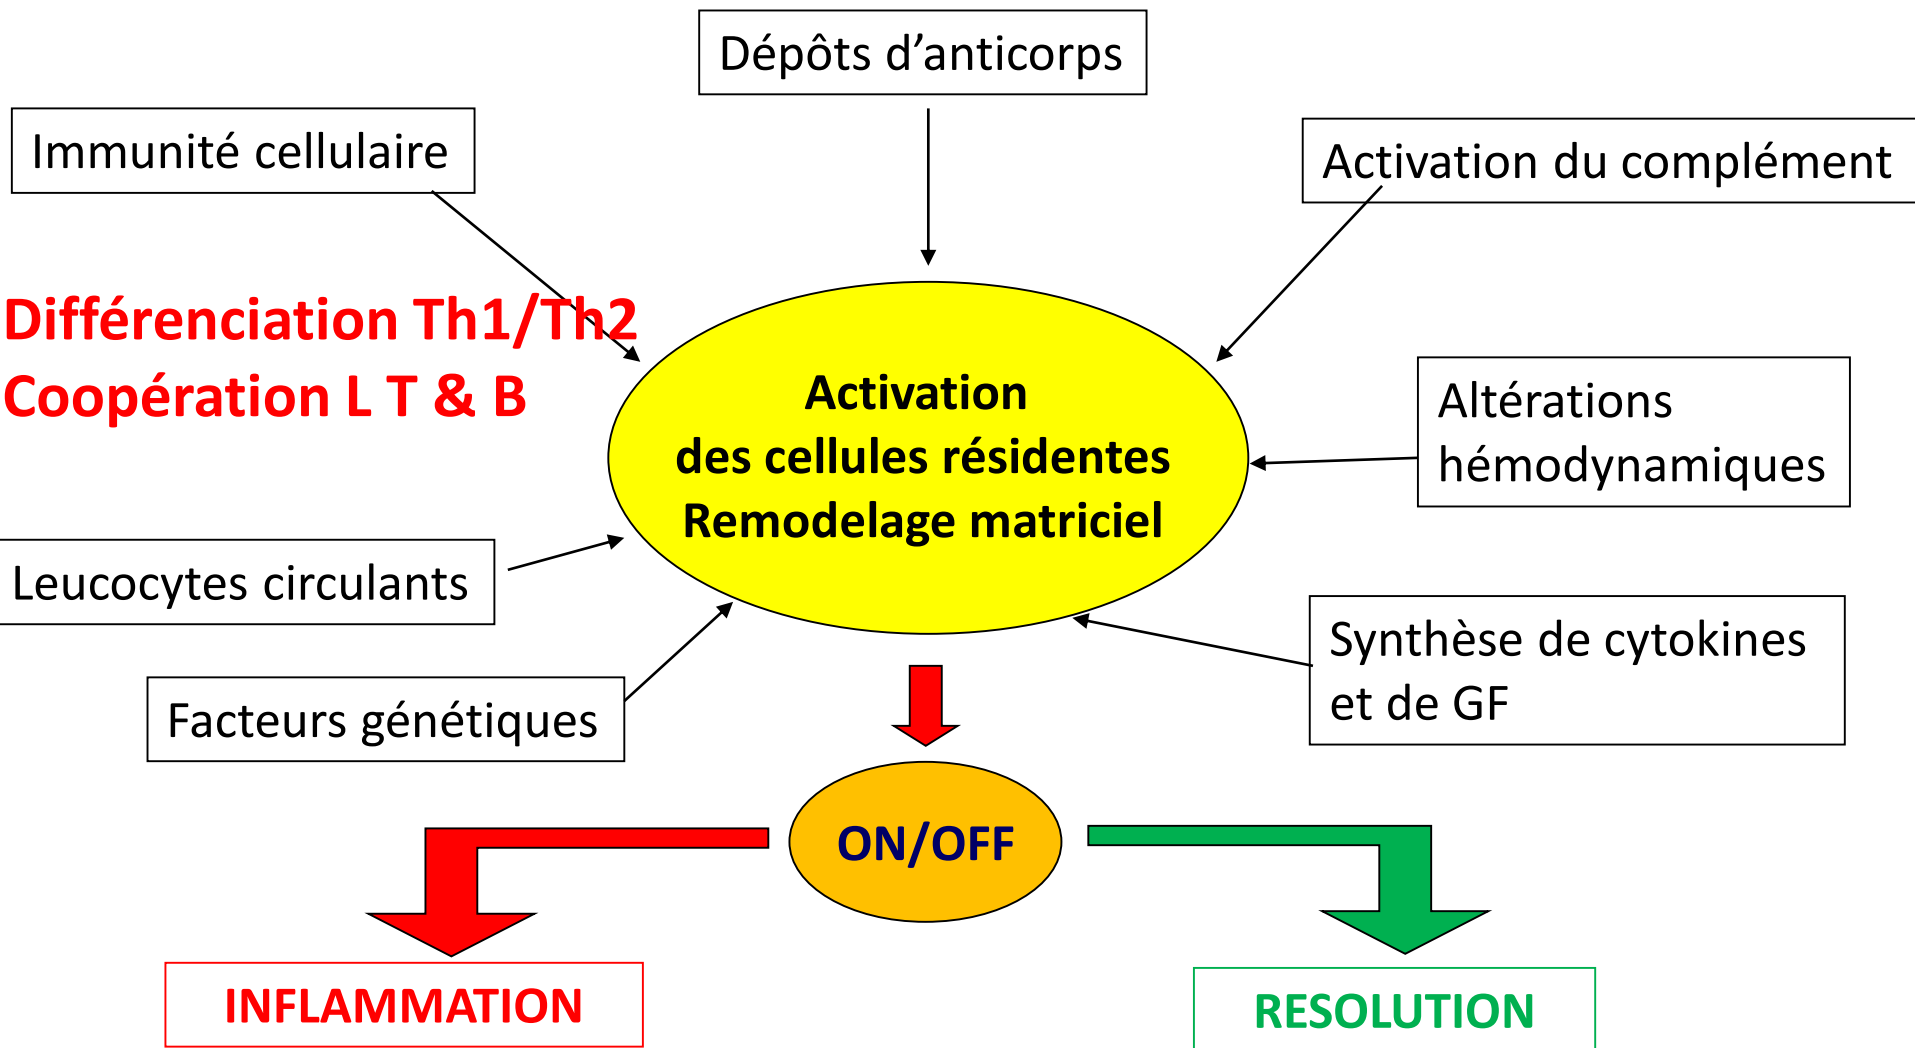 Dépôts d’anticorps
Immunité cellulaire
Activation du complément
Différenciation Th1/Th2
Coopération L T & B
Activation
des cellules résidentes
Remodelage matriciel
Altérations
hémodynamiques
Leucocytes circulants
Synthèse de cytokines
et de GF
Facteurs génétiques
ON/OFF
INFLAMMATION
RESOLUTION